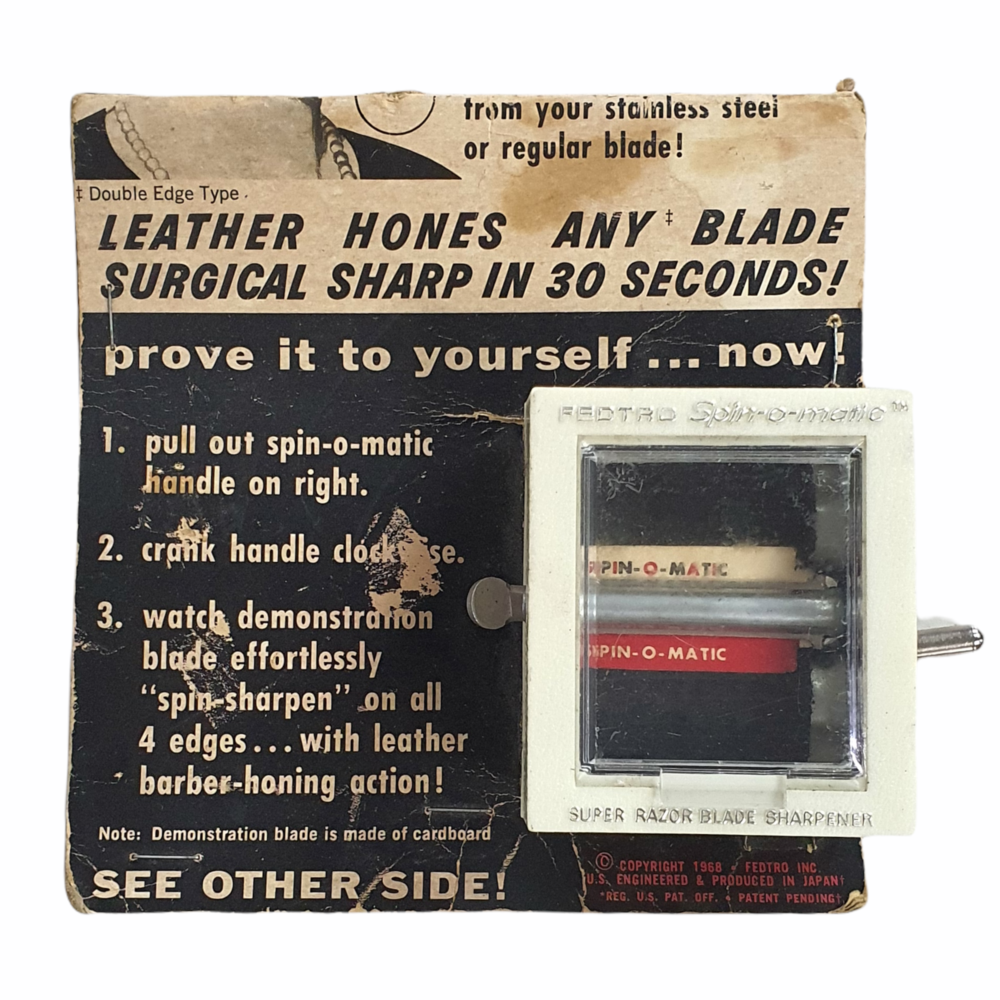 from your stainless steel
or regular blade!
‡ Double Edge Type
LEATHER HONES ANY ‡ BLADE
SURGICAL SHARP IN 30 SECONDS!
prove it to yourself... now!
1. pull out spin-o-matic
handle on right.
2. crank handle clockwise.
3. watch demonstration
blade effortlessly
“spin-sharpen” on all
4 edges... with leather
barber-honing action!
Note: Demonstration blade is made of cardboard
SEE OTHER SIDE!
FEDTRO Spin-o-matic™
SPIN-O-MATIC
SPIN-O-MATIC
SUPER RAZOR BLADE SHARPENER
© COPYRIGHT 1968 - FEDTRO INC.
U.S. ENGINEERED & PRODUCED IN JAPAN†
*REG. U.S. PAT. OFF. • PATENT PENDING†